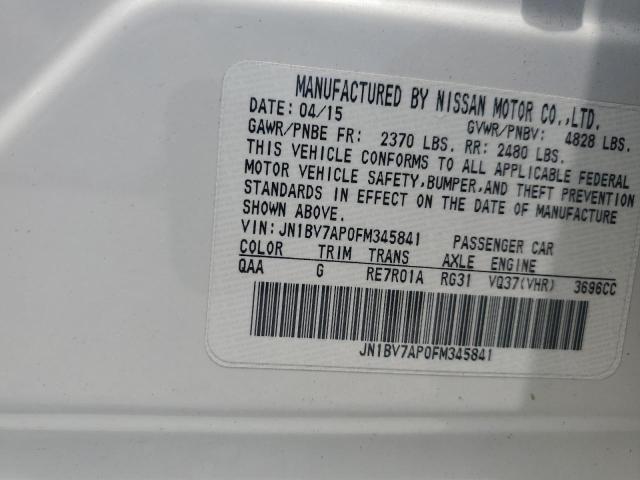 MANUFACTURED BY NISSAN MOTOR CO.,LTD.
DATE: 04/15 GVWR/PNBV: 4828 LBS.
GAWR/PNBE FR: 2370 LBS. RR: 2480 LBS.
THIS VEHICLE CONFORMS TO ALL APPLICABLE FEDERAL
MOTOR VEHICLE SAFETY,BUMPER,AND THEFT PREVENTION
STANDARDS IN EFFECT ON THE DATE OF MANUFACTURE
SHOWN ABOVE.
VIN:JN1BV7AP0FM345841 PASSENGER CAR
COLOR TRIM TRANS AXLE ENGINE
QAA G RE7R01A RG31 VQ37(VHR) 3696CC
JN1BV7AP0FM345841